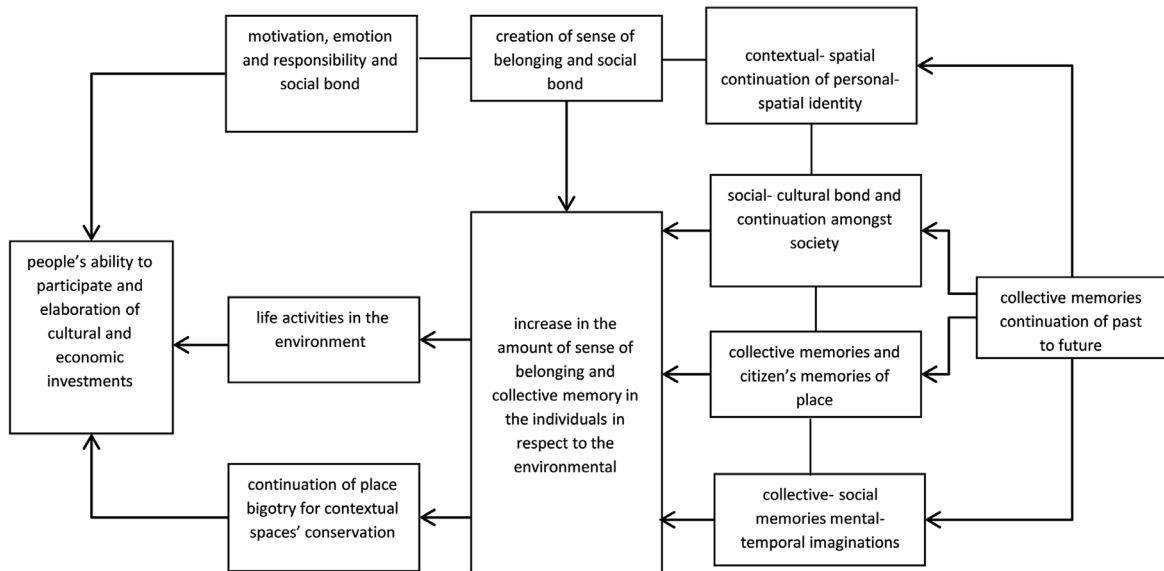 motivation, emotion
and responsibility and
social bond
creation of sense of
belonging and social
bond
contextual- spatial
continuation of personal-
spatial identity
social- cultural bond and
continuation amongst
society
people's ability to
participate and
elaboration of
cultural and
economic
investments
life activities in the
environment
increase in the
amount of sense of
belonging and
collective memory in
the individuals in
respect to the
environmental
collective memories and
citizen's memories of
place
collective memories
continuation of past
to future
continuation of place
bigotry for contextual
spaces' conservation
collective- social
memories mental-
temporal imaginations